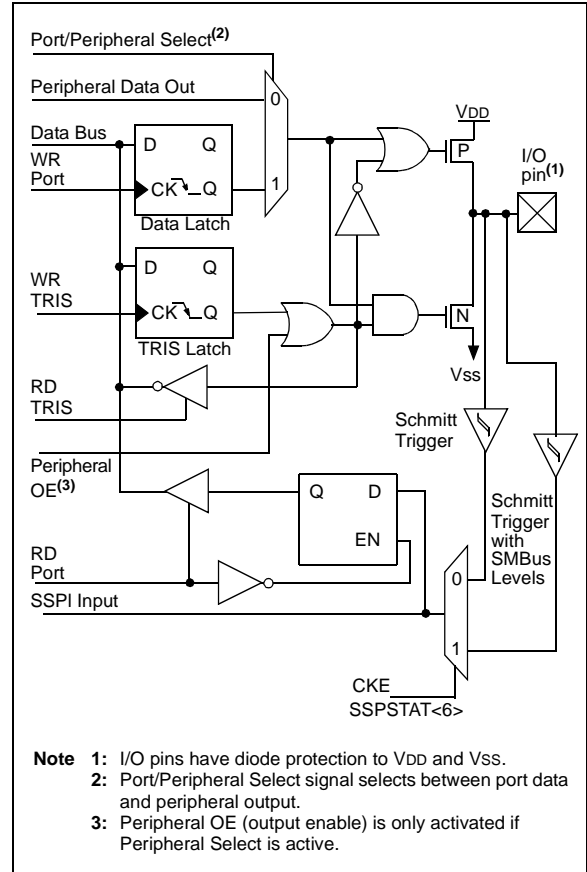 Port/Peripheral Select(2)
Peripheral Data Out
0
VDD
Data Bus
D Q
P
I/O
pin(1)
WR
Port
CK Q
1
Data Latch
D Q
WR
TRIS
CK Q
N
TRIS Latch
Vss
RD
TRIS
Schmitt
Trigger
Peripheral
OE(3)
Q D
Schmitt
Trigger
with
SMBus
Levels
EN
RD
Port
0
SSPI Input
1
CKE
SSPSTAT<6>
Note 1: I/O pins have diode protection to VDD and VSS.
2: Port/Peripheral Select signal selects between port data
and peripheral output.
3: Peripheral OE (output enable) is only activated if
Peripheral Select is active.